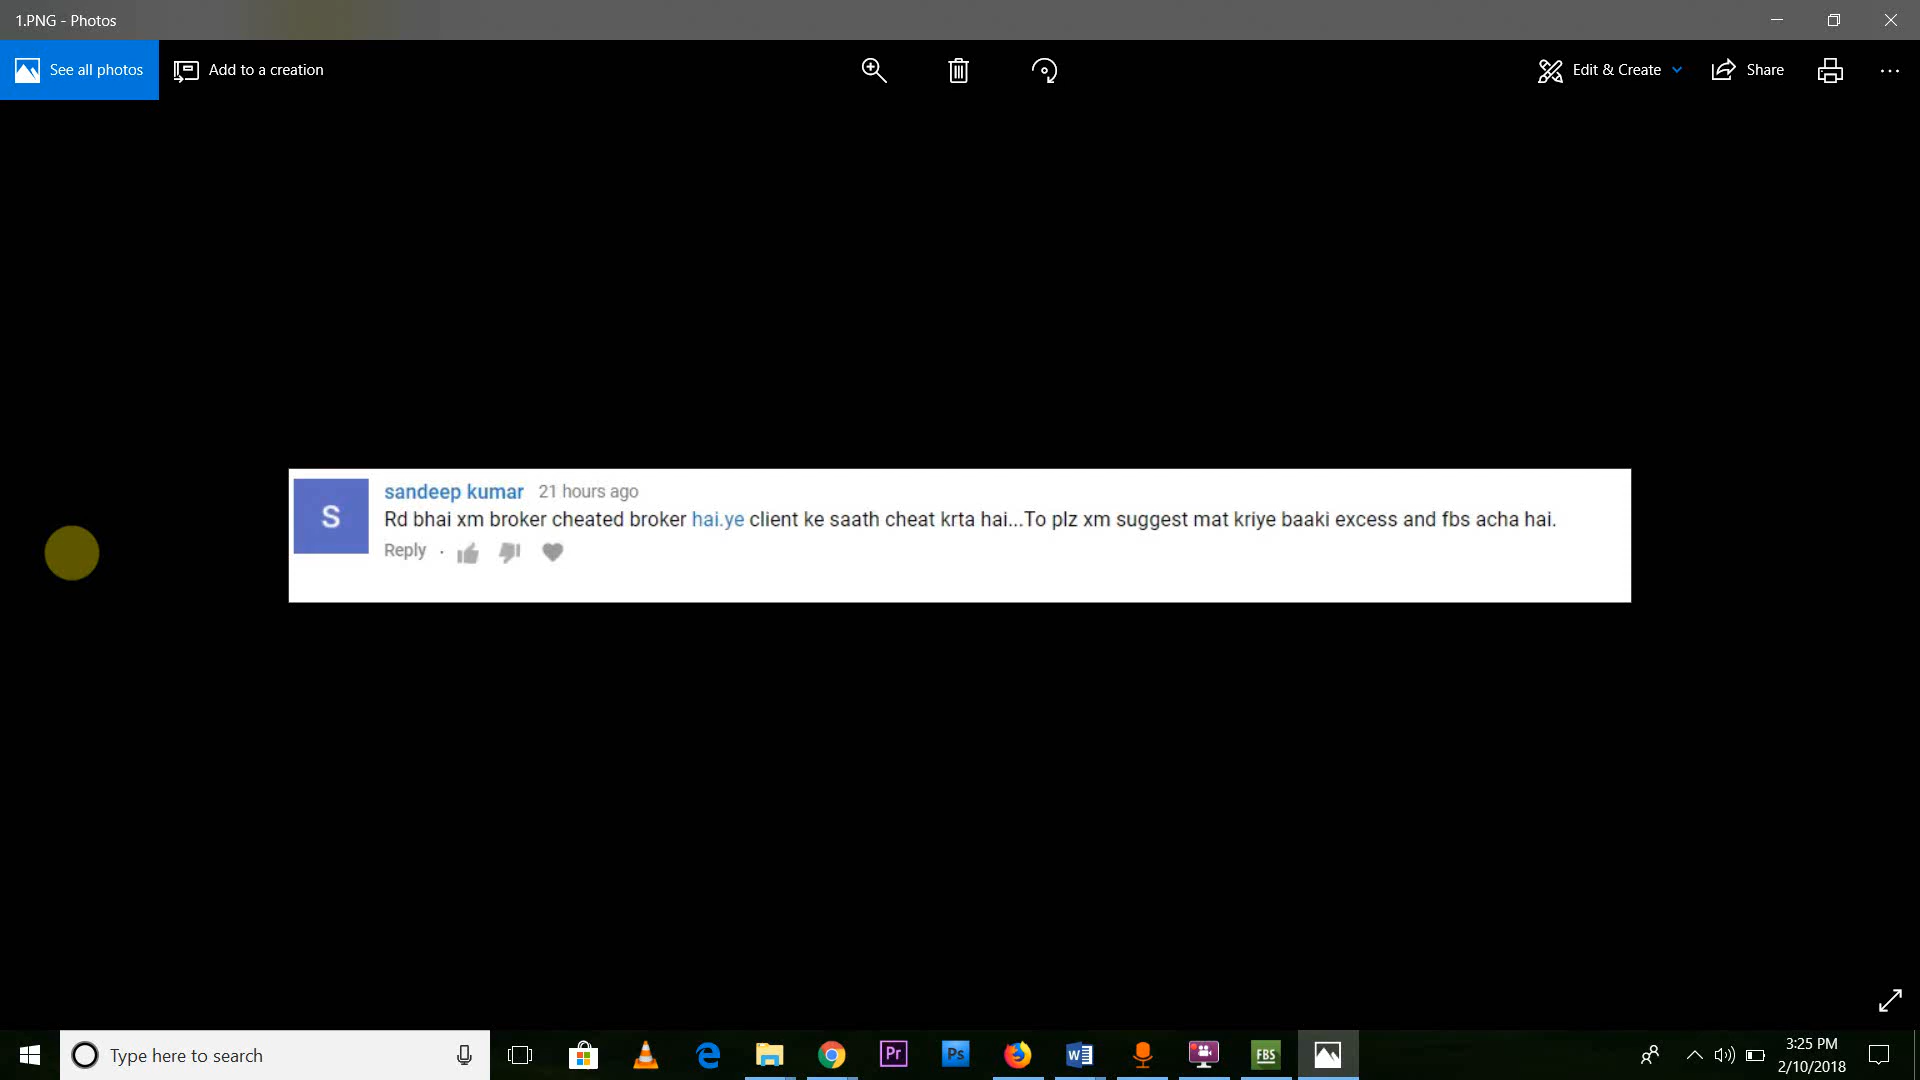 1.PNG - Photos
See all photos
Add to a creation
Edit & Create
Share
S
sandeep kumar 21 hours ago
Rd bhai xm broker cheated broker hai.ye client ke saath cheat krta hai...To plz xm suggest mat kriye baaki excess and fbs acha hai.
Reply
Type here to search
Pr
Ps
W
FBS
3:25 PM
2/10/2018